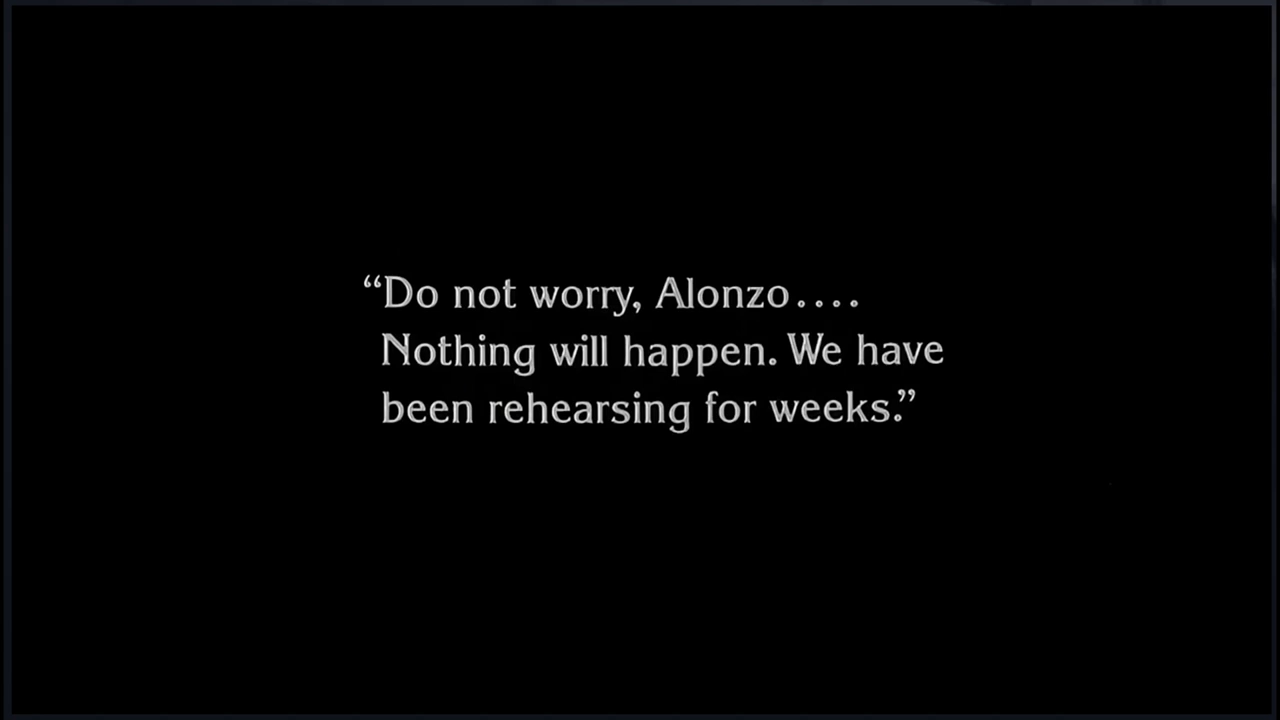 “Do not worry, Alonzo....
Nothing will happen. We have
been rehearsing for weeks.”